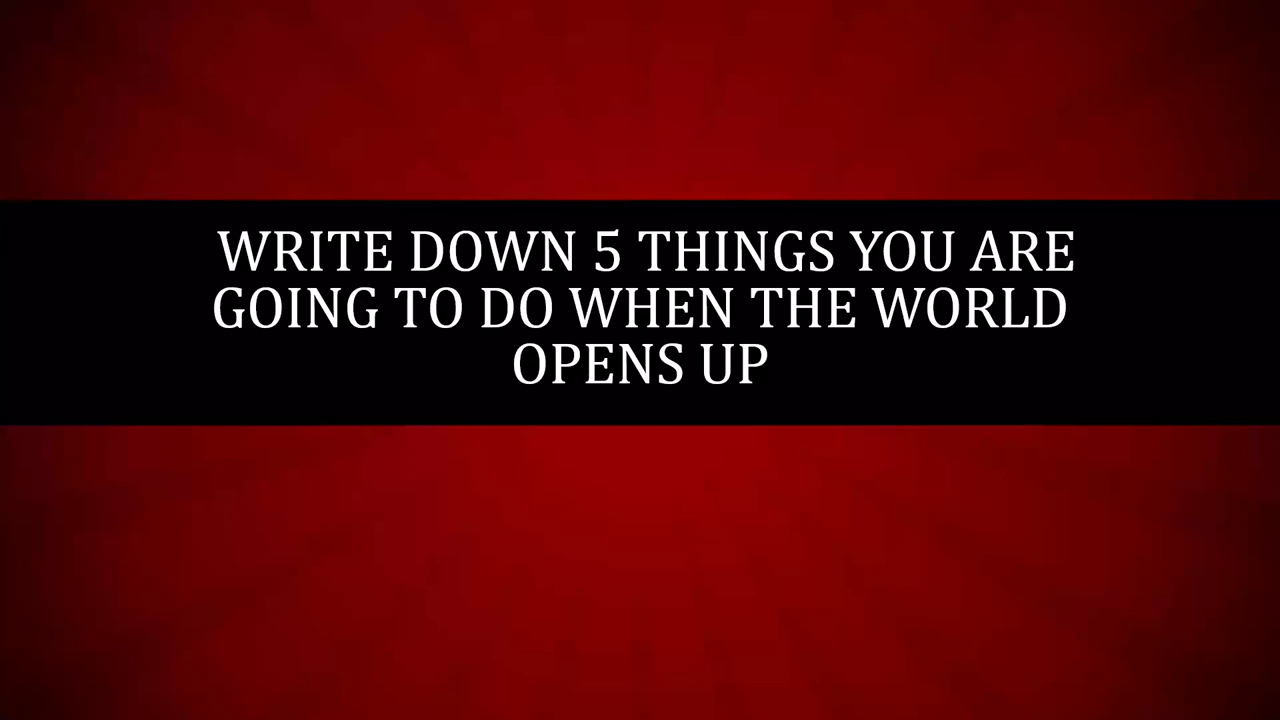 WRITE DOWN 5 THINGS YOU ARE
GOING TO DO WHEN THE WORLD
OPENS UP